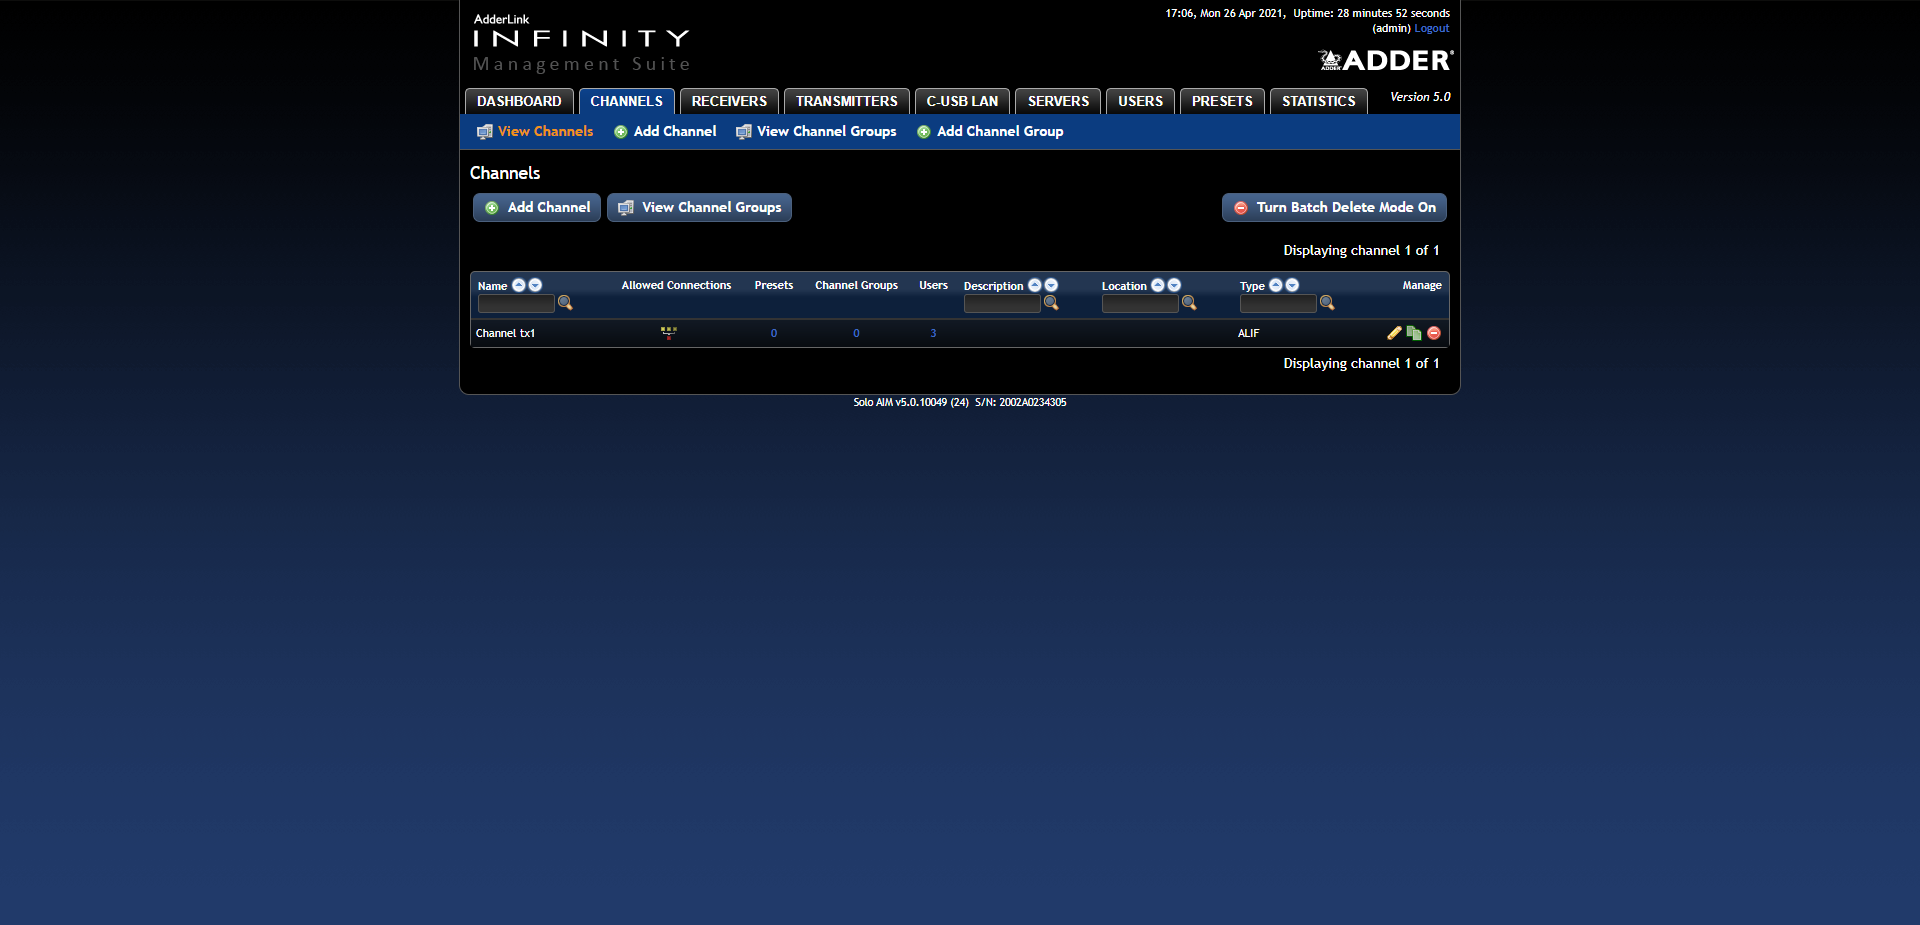 AdderLink
INFINITY
Management Suite
17:06, Mon 26 Apr 2021, Uptime: 28 minutes 52 seconds
(admin) Logout
ADDER
ADDER®
DASHBOARD CHANNELS RECEIVERS TRANSMITTERS C-USB LAN SERVERS USERS PRESETS STATISTICS Version 5.0
View Channels Add Channel View Channel Groups Add Channel Group
Channels
Add Channel View Channel Groups Turn Batch Delete Mode On
Displaying channel 1 of 1
Name Allowed Connections Presets Channel Groups Users Description Location Type Manage
Channel tx1 0 0 3 ALIF
Displaying channel 1 of 1
Solo AIM v5.0.10049 (24) S/N: 2002A0234305